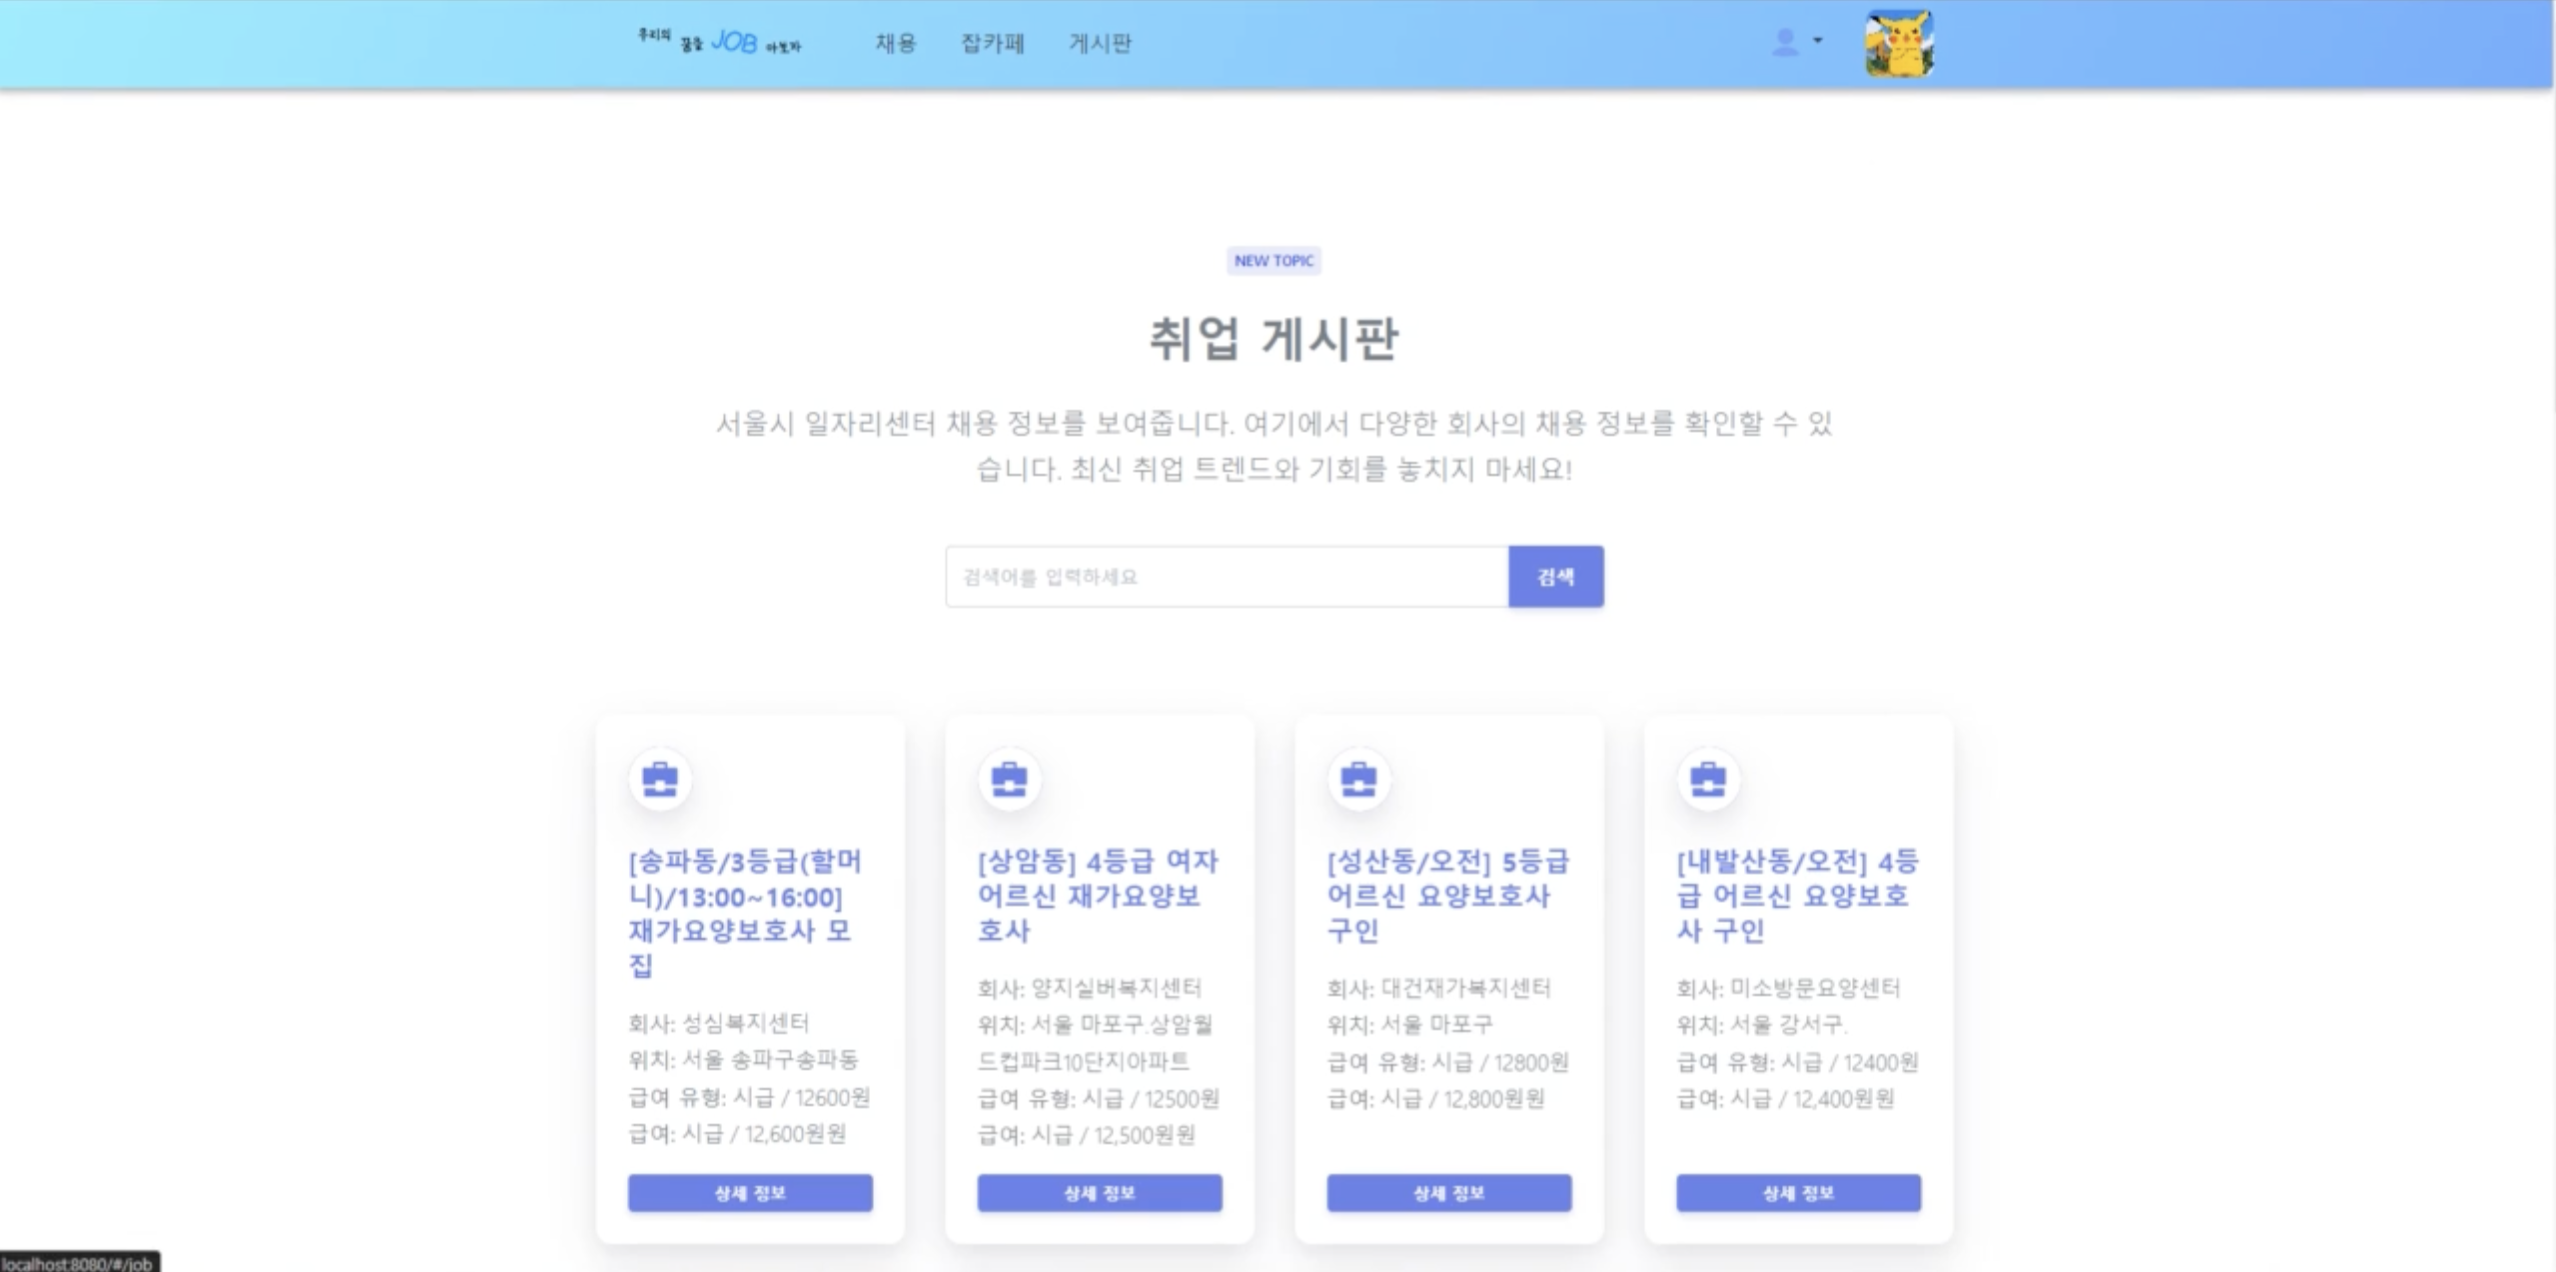 우리의 꿈을 JOB 아보자
채용 잡카페 게시판
NEW TOPIC
취업 게시판
서울시 일자리센터 채용 정보를 보여줍니다. 여기에서 다양한 회사의 채용 정보를 확인할 수 있
습니다. 최신 취업 트렌드와 기회를 놓치지 마세요!
검색어를 입력하세요
검색
[송파동/3등급(할머
니)/13:00~16:00]
재가요양보호사 모
집
회사: 성심복지센터
위치: 서울 송파구송파동
급여 유형: 시급 / 12600원
급여: 시급 / 12,600원원
상세 정보
[상암동] 4등급 여자
어르신 재가요양보
호사
회사: 양지실버복지센터
위치: 서울 마포구.상암월
드컵파크10단지아파트
급여 유형: 시급 / 12500원
급여: 시급 / 12,500원원
상세 정보
[성산동/오전] 5등급
어르신 요양보호사
구인
회사: 대건재가복지센터
위치: 서울 마포구
급여 유형: 시급 / 12800원
급여: 시급 / 12,800원원
상세 정보
[내발산동/오전] 4등
급 어르신 요양보호
사 구인
회사: 미소방문요양센터
위치: 서울 강서구.
급여 유형: 시급 / 12400원
급여: 시급 / 12,400원원
상세 정보
localhost:8080/#/job